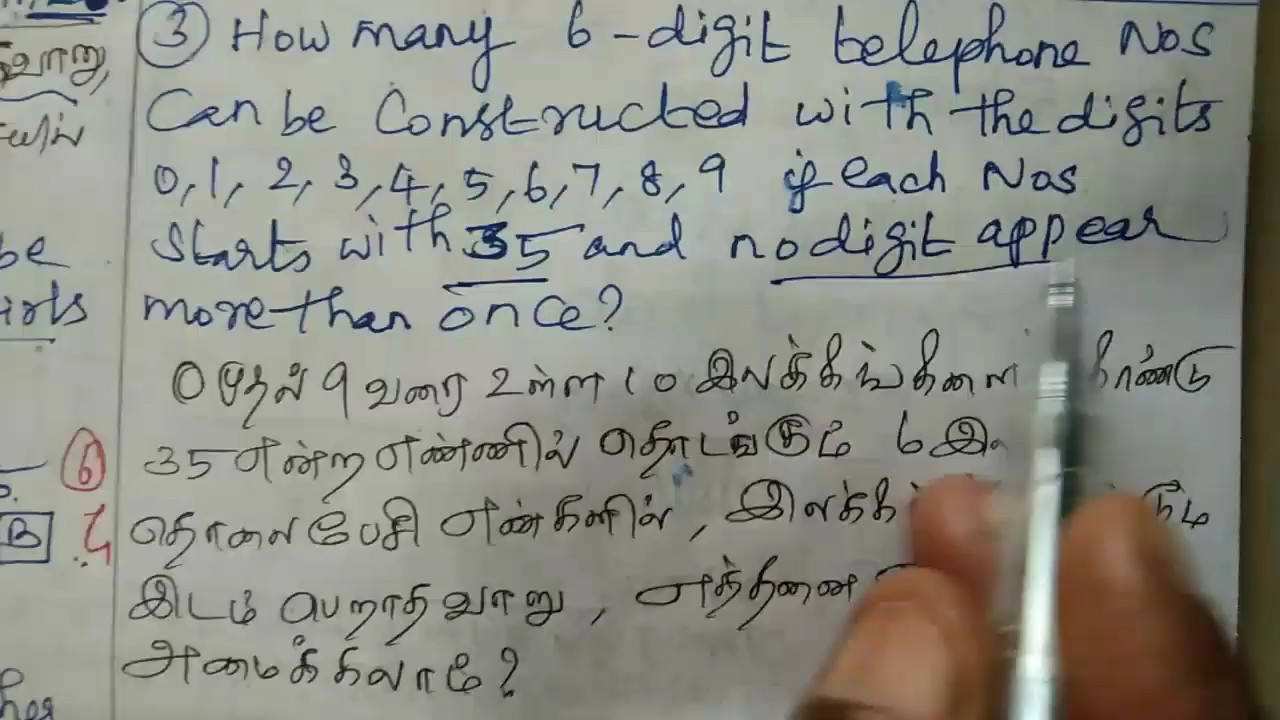 ③ How many 6-digit telephone Nos
Can be Constructed with the digits
0, 1, 2, 3, 4, 5, 6, 7, 8, 9 if each Nos
Starts with 35 and no digit appear
more than once?
0 முதல் 9 வரை உள்ள 10 இலக்கங்களை
35 என்ற எண்ணில் தொடங்கும் 6
be
தொலைபேசி எண்களில்,
இடம் பெறாதவாறு, எத்தனை
அமைக்கலாம்?
6
B